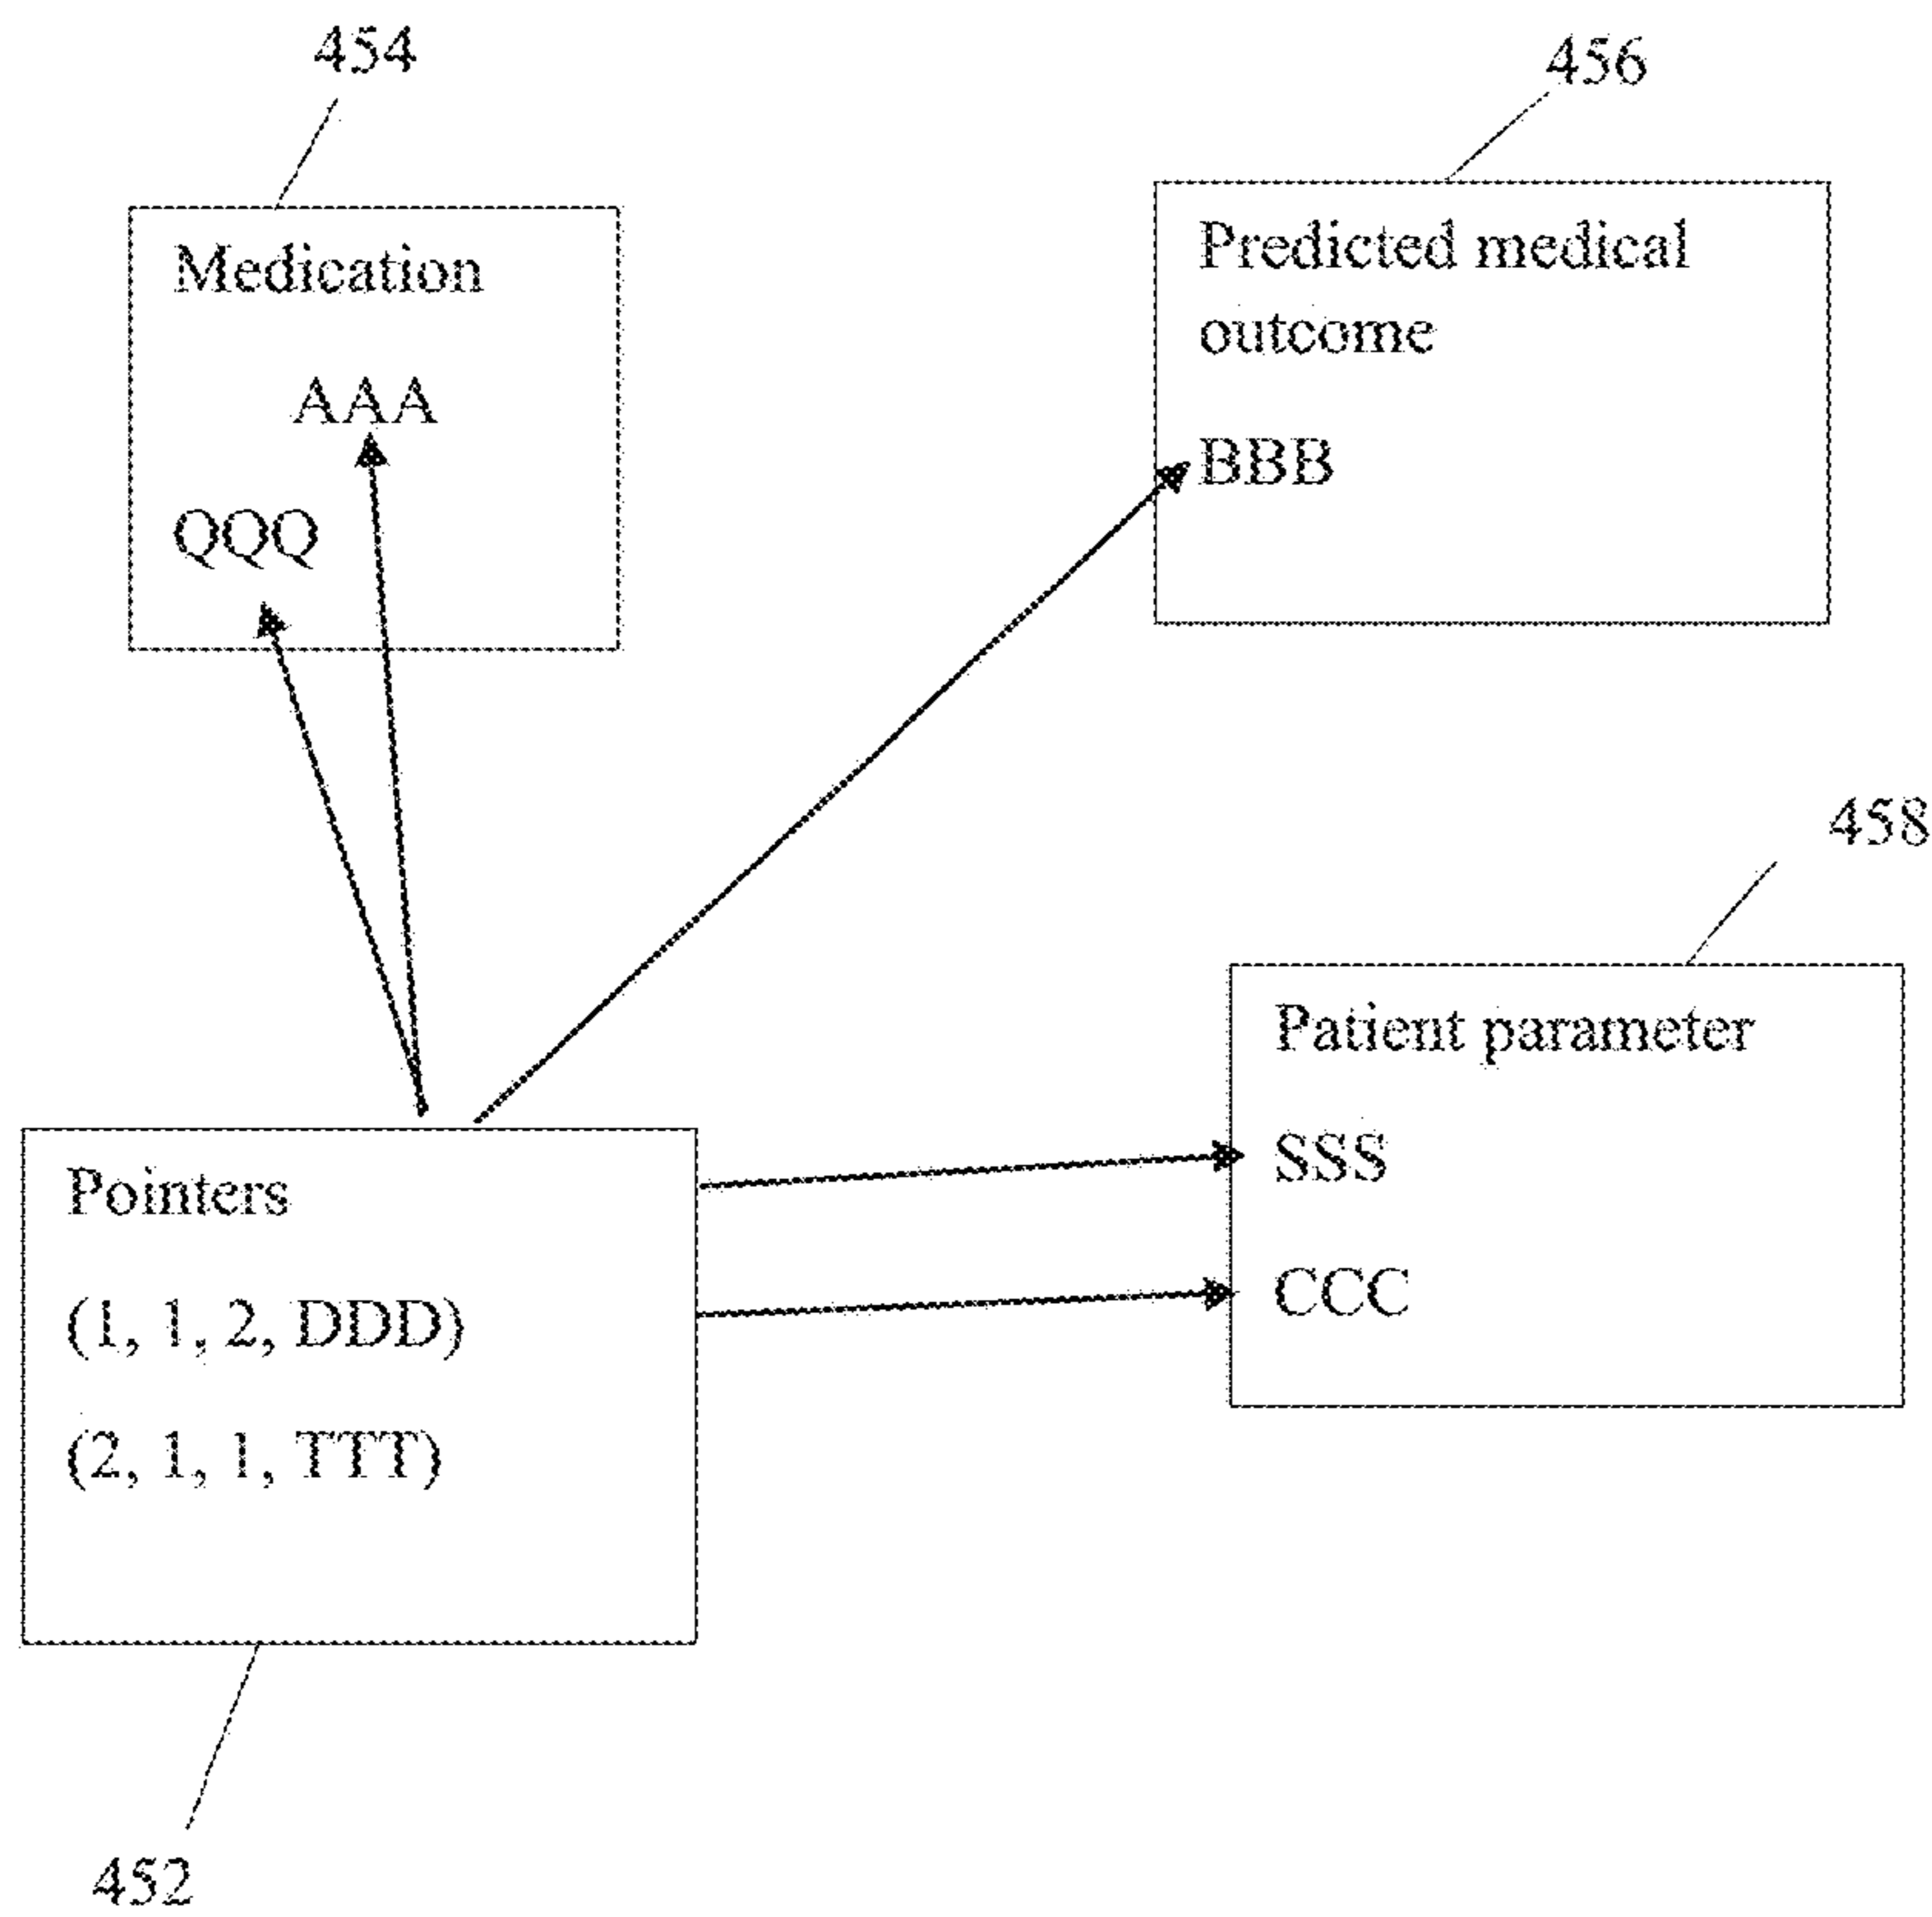 454
456
Medication
AAA
QQQ
Predicted medical
outcome
BBB
458
Patient parameter
SSS
CCC
Pointers
(1, 1, 2, DDD)
(2, 1, 1, TTT)
452